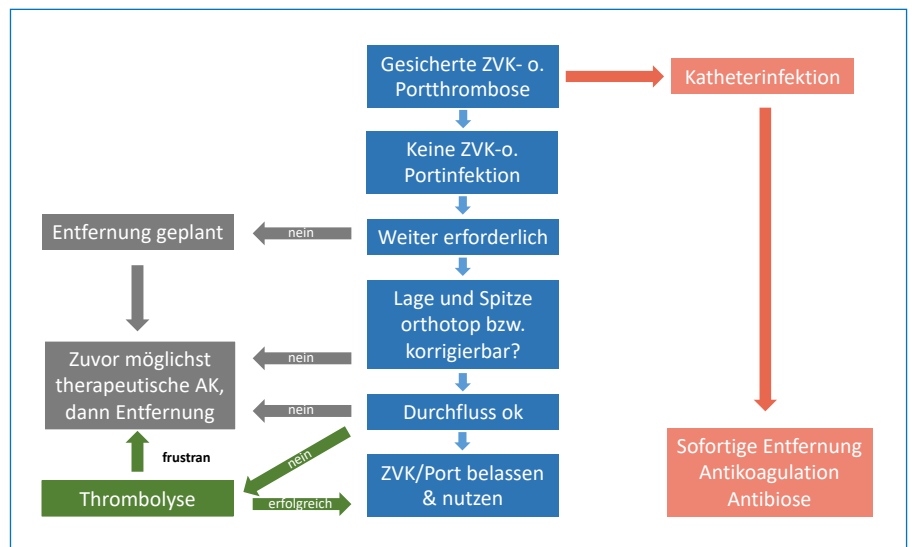 Gesicherte ZVK- o.
Portthrombose
Katheterinfektion
Keine ZVK-o.
Portinfektion
Entfernung geplant
nein
Weiter erforderlich
Lage und Spitze
orthotop bzw.
korrigierbar?
Zuvor möglichst
therapeutische AK,
dann Entfernung
nein
nein
Durchfluss ok
frustran
nein
Sofortige Entfernung
Antikoagulation
Antibiose
ZVK/Port belassen
& nutzen
Thrombolyse
erfolgreich